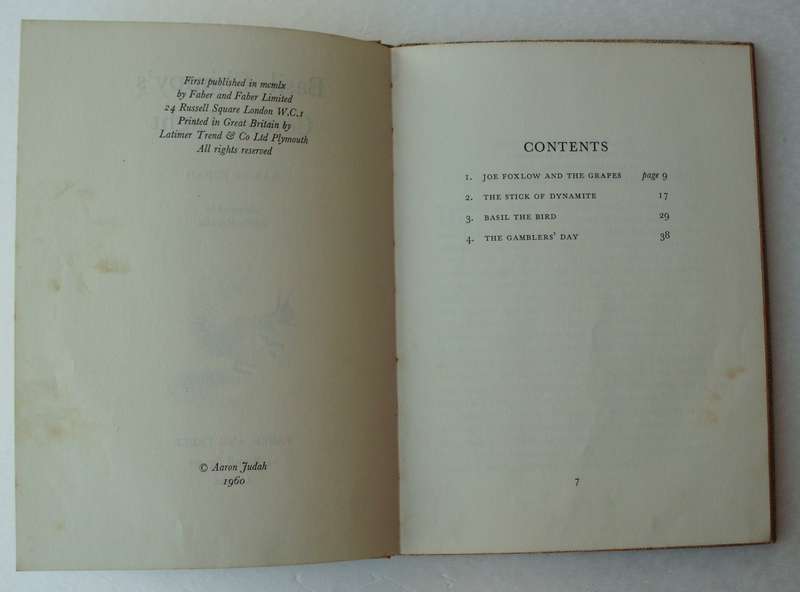 First published in mcmlx
by Faber and Faber Limited
24 Russell Square London W.C.1
Printed in Great Britain by
Latimer Trend & Co Ltd Plymouth
All rights reserved
© Aaron Judah
1960
CONTENTS
1. JOE FOXLOW AND THE GRAPES page 9
2. THE STICK OF DYNAMITE 17
3. BASIL THE BIRD 29
4. THE GAMBLERS' DAY 38
7